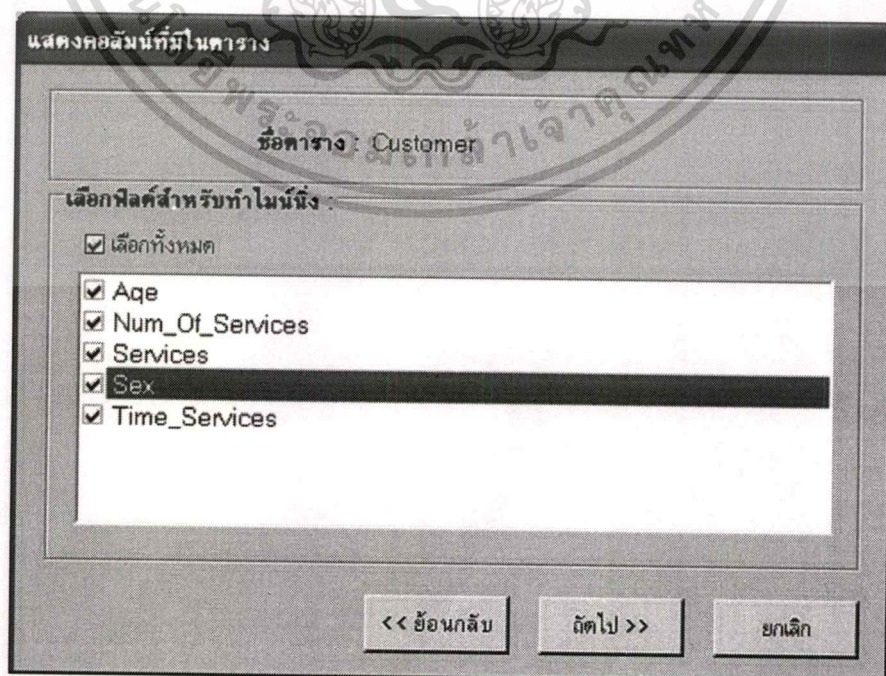 แสดงคอลัมน์ที่มีในตาราง
ชื่อตาราง : Customer
เลือกฟิลด์สำหรับทำไมน์นิ่ง :
เลือกทั้งหมด
Age
Num_Of_Services
Services
Sex
Time_Services
<< ย้อนกลับ
ถัดไป >>
ยกเลิก